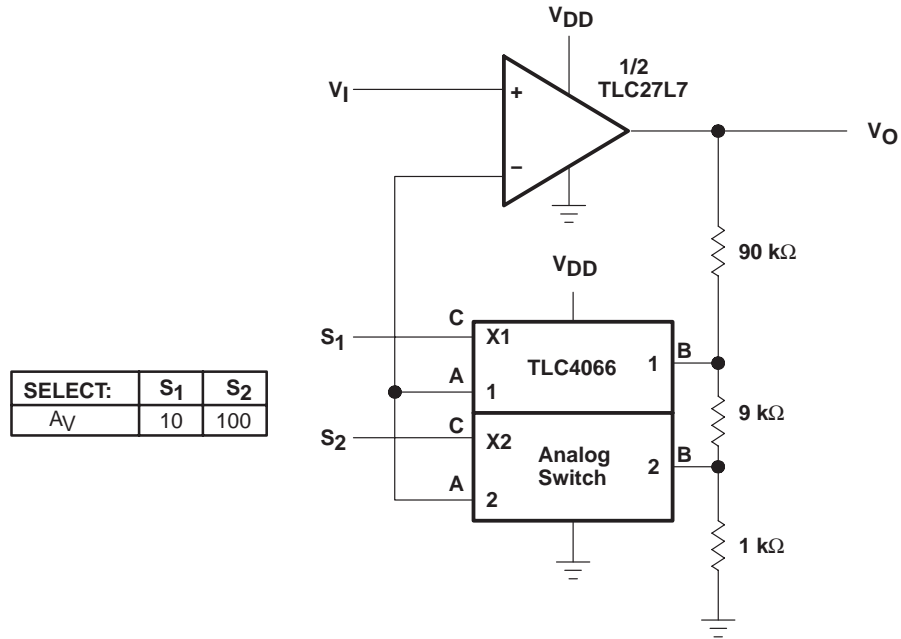 VDD
1/2
TLC27L7
VI
+
−
VO
90 kΩ
VDD
S1
C
X1
TLC4066
1
B
A
1
9 kΩ
S2
C
X2
Analog
Switch
2
B
A
2
1 kΩ
SELECT: S1 S2
AV 10 100